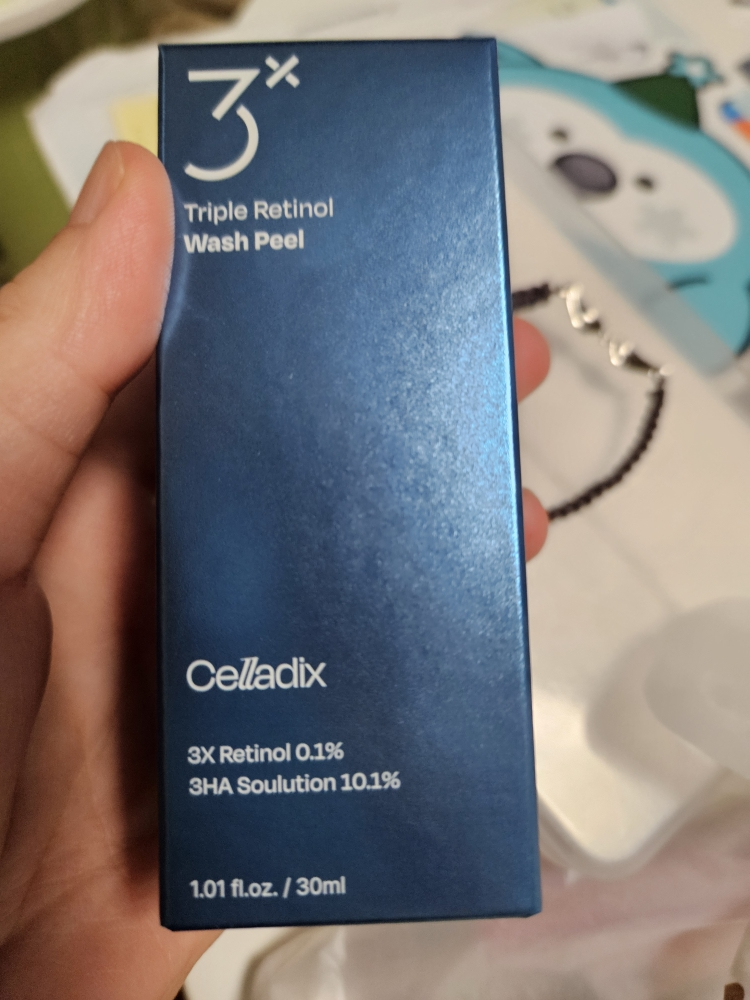 3x
Triple Retinol
Wash Peel
Celladix
3X Retinol 0.1%
3HA Soulution 10.1%
1.01 fl.oz. / 30ml